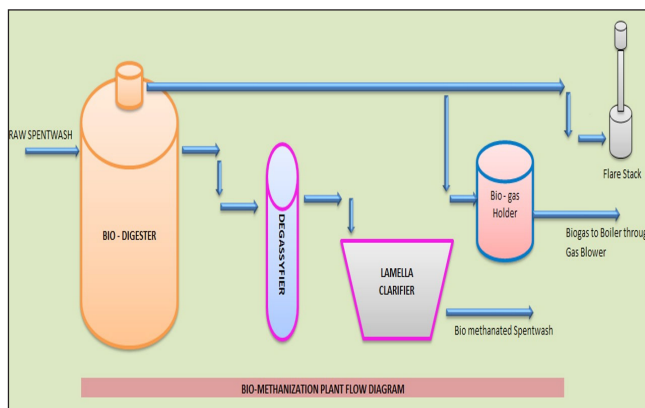 RAW SPENTWASH
BIO - DIGESTER
DEGASSYFIER
LAMELLA
CLARIFIER
Bio - gas
Holder
Flare Stack
Biogas to Boiler through
Gas Blower
Bio methanated Spentwash
BIO-METHANIZATION PLANT FLOW DIAGRAM